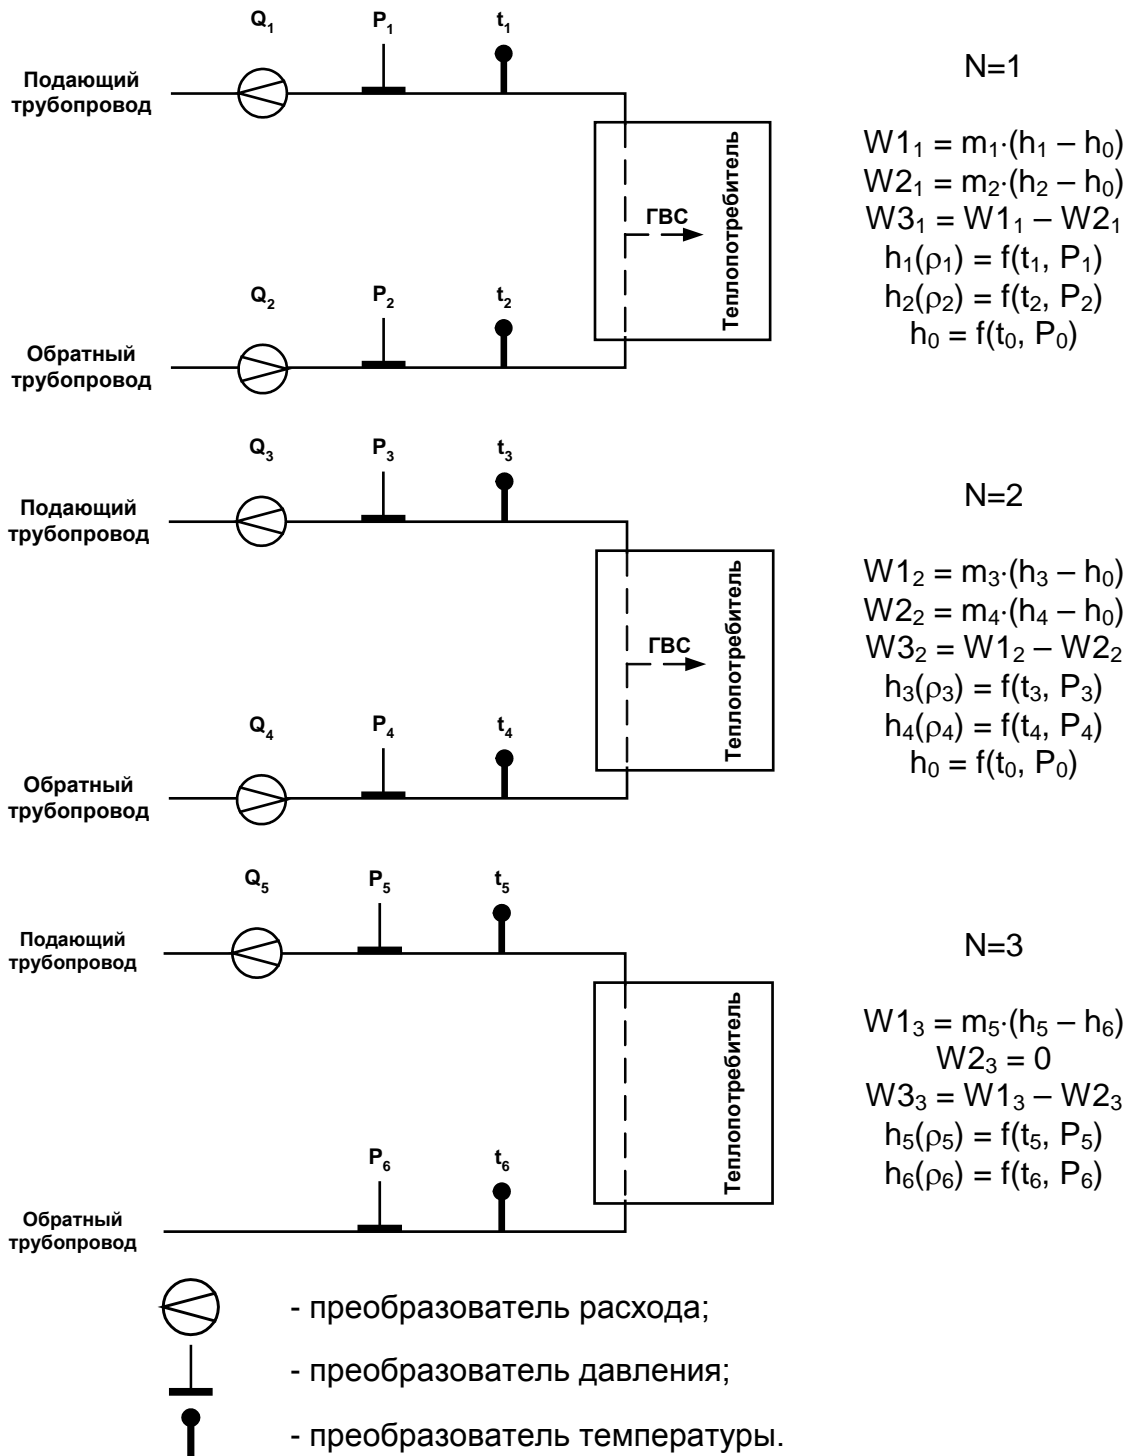 Q₁ P₁ t₁
Подающий
трубопровод
ГВС
Теплопотребитель
Q₂ P₂ t₂
Обратный
трубопровод
N=1
W1₁ = m₁·(h₁ – h₀)
W2₁ = m₂·(h₂ – h₀)
W3₁ = W1₁ – W2₁
h₁(ρ₁) = f(t₁, P₁)
h₂(ρ₂) = f(t₂, P₂)
h₀ = f(t₀, P₀)
Q₃ P₃ t₃
Подающий
трубопровод
ГВС
Теплопотребитель
Q₄ P₄ t₄
Обратный
трубопровод
N=2
W1₂ = m₃·(h₃ – h₀)
W2₂ = m₄·(h₄ – h₀)
W3₂ = W1₂ – W2₂
h₃(ρ₃) = f(t₃, P₃)
h₄(ρ₄) = f(t₄, P₄)
h₀ = f(t₀, P₀)
Q₅ P₅ t₅
Подающий
трубопровод
Теплопотребитель
P₆ t₆
Обратный
трубопровод
N=3
W1₃ = m₅·(h₅ – h₆)
W2₃ = 0
W3₃ = W1₃ – W2₃
h₅(ρ₅) = f(t₅, P₅)
h₆(ρ₆) = f(t₆, P₆)
- преобразователь расхода;
- преобразователь давления;
- преобразователь температуры.